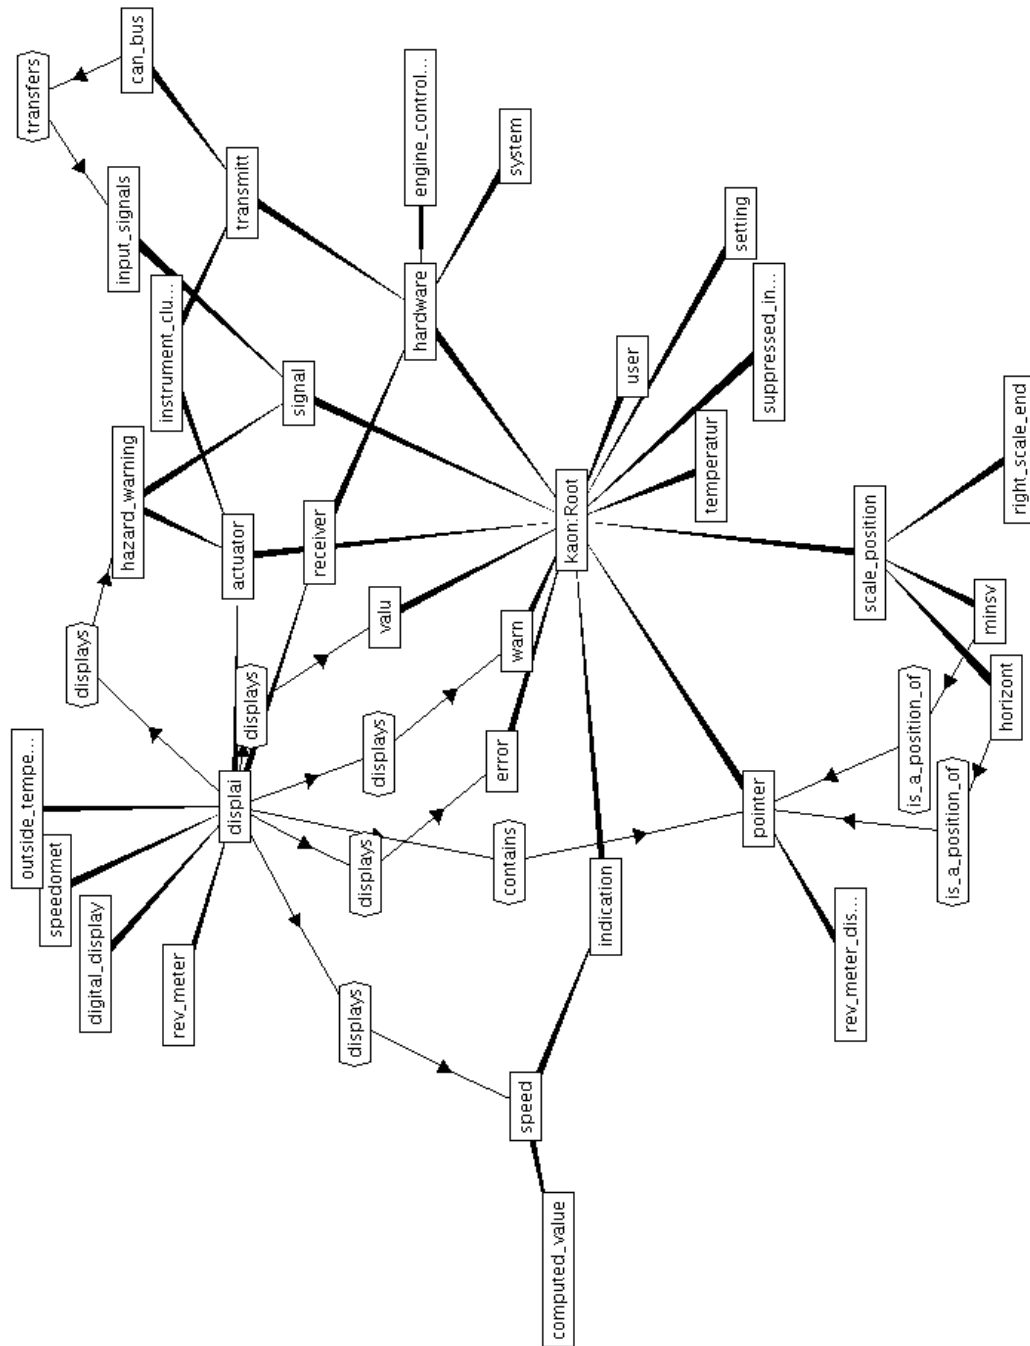 transfers
can_bus
engine_control...
system
input_signals
transmitt
setting
instrument_clu...
hardware
suppressed_in...
signal
user
right_scale_end
hazard_warning
temperatur
actuator
receiver
kaon:Root
scale_position
displays
valu
minsv
displays
warn
horizont
displays
is_a_position_of
outside_tempe...
displai
error
pointer
is_a_position_of
speedomet
displays
contains
indication
digital_display
rev_meter
rev_meter_dis...
displays
speed
computed_value